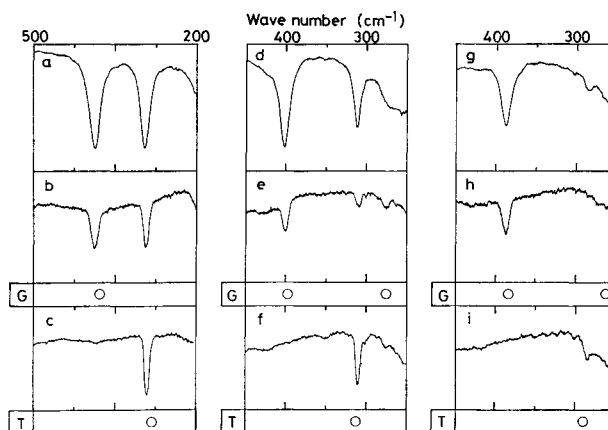 Wave number (cm⁻¹)
500 200 400 300 400 300
a d g
b e h
G G G
c f i
T T T